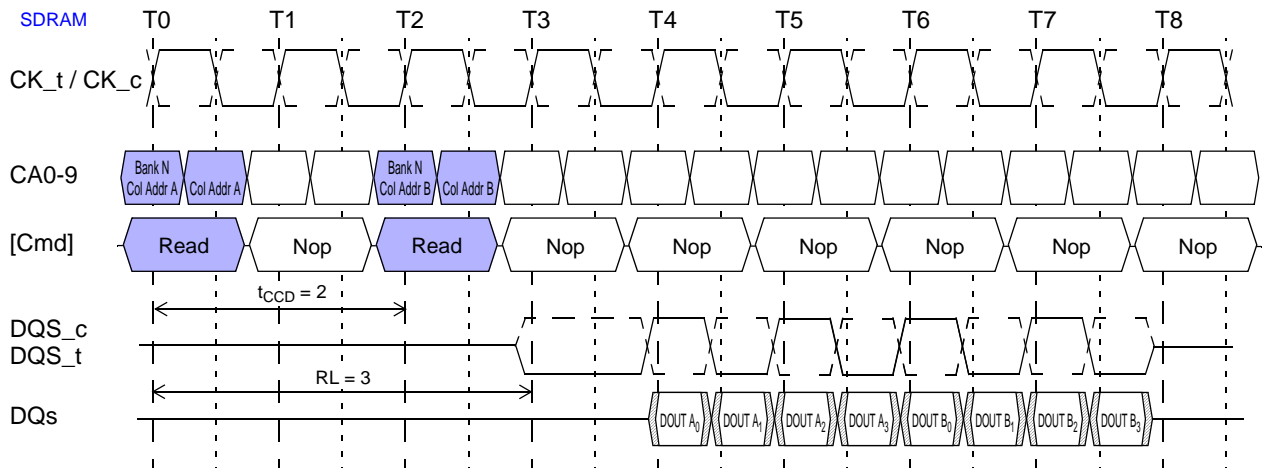 SDRAM T0 T1 T2 T3 T4 T5 T6 T7 T8
CK_t / CK_c
CA0-9 Bank N Col Addr A Col Addr A Bank N Col Addr B Col Addr B
[Cmd] Read Nop Read Nop Nop Nop Nop Nop Nop
tCCD = 2
DQS_c
DQS_t
RL = 3
DQs DOUT A0 DOUT A1 DOUT A2 DOUT A3 DOUT B0 DOUT B1 DOUT B2 DOUT B3